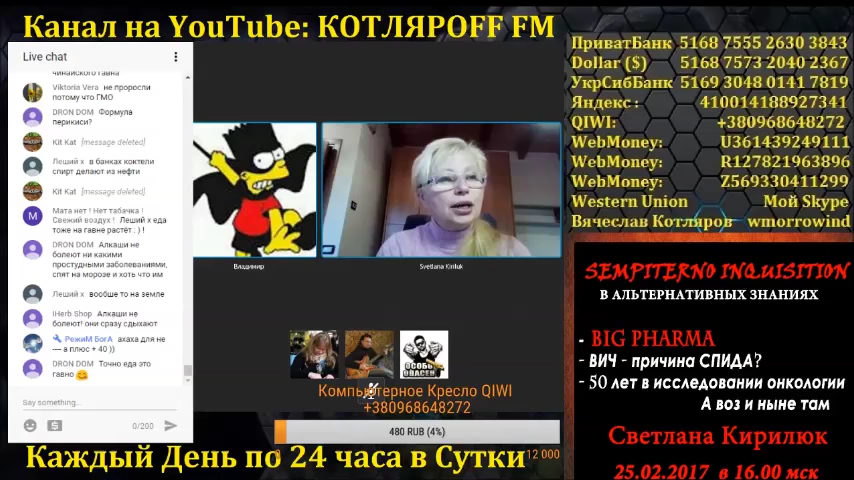 Канал на YouTube: КОТЛЯРОFF FM
Live chat
чинайского гавна
Viktoria Vera не проросли
потому что ГМО
DRON DOM Формула
перикиси?
Kit Kat [message deleted]
Леший x в банках коктели
спирт делают из нефти
Kit Kat [message deleted]
М
Мата нет ! Нет табачка !
Свежий воздух ! Леший х еда
тоже на гавне растёт : ) !
DRON DOM Алкаши не
болеют ни какими
простудными заболеваниями,
спят на морозе и хоть что им
Леший x вообше то на земле
iHerb Shop Алкаши не
болеют! они сразу сдыхают
РежиМ БогА ахаха для не
---- а плюс + 40 ))
DRON DOM Точно еда это
гавно
Say something...
0/200
Владимир
Svetlana Kiriluk
ОСОБО
ОПАСЕН
Компьютерное Кресло QIWI
+380968648272
480 RUB (4%)
0
12 000
Каждый День по 24 часа в Сутки
ПриватБанк 5168 7555 2630 3843
Dollar ($) 5168 7573 2040 2367
УкрСибБанк 5169 3048 0141 7819
Яндекс : 410014188927341
QIWI: +380968648272
WebMoney: U361439249111
WebMoney: R127821963896
WebMoney: Z569330411299
Western Union Мой Skype
Вячеслав Котляров wmorrowind
SEMPITERNO INQUISITION
В АЛЬТЕРНАТИВНЫХ ЗНАНИЯХ
- BIG PHARMA
- ВИЧ - причина СПИДА?
- 50 лет в исследовании онкологии
А воз и ныне там
Светлана Кирилюк
25.02.2017 в 16.00 мск